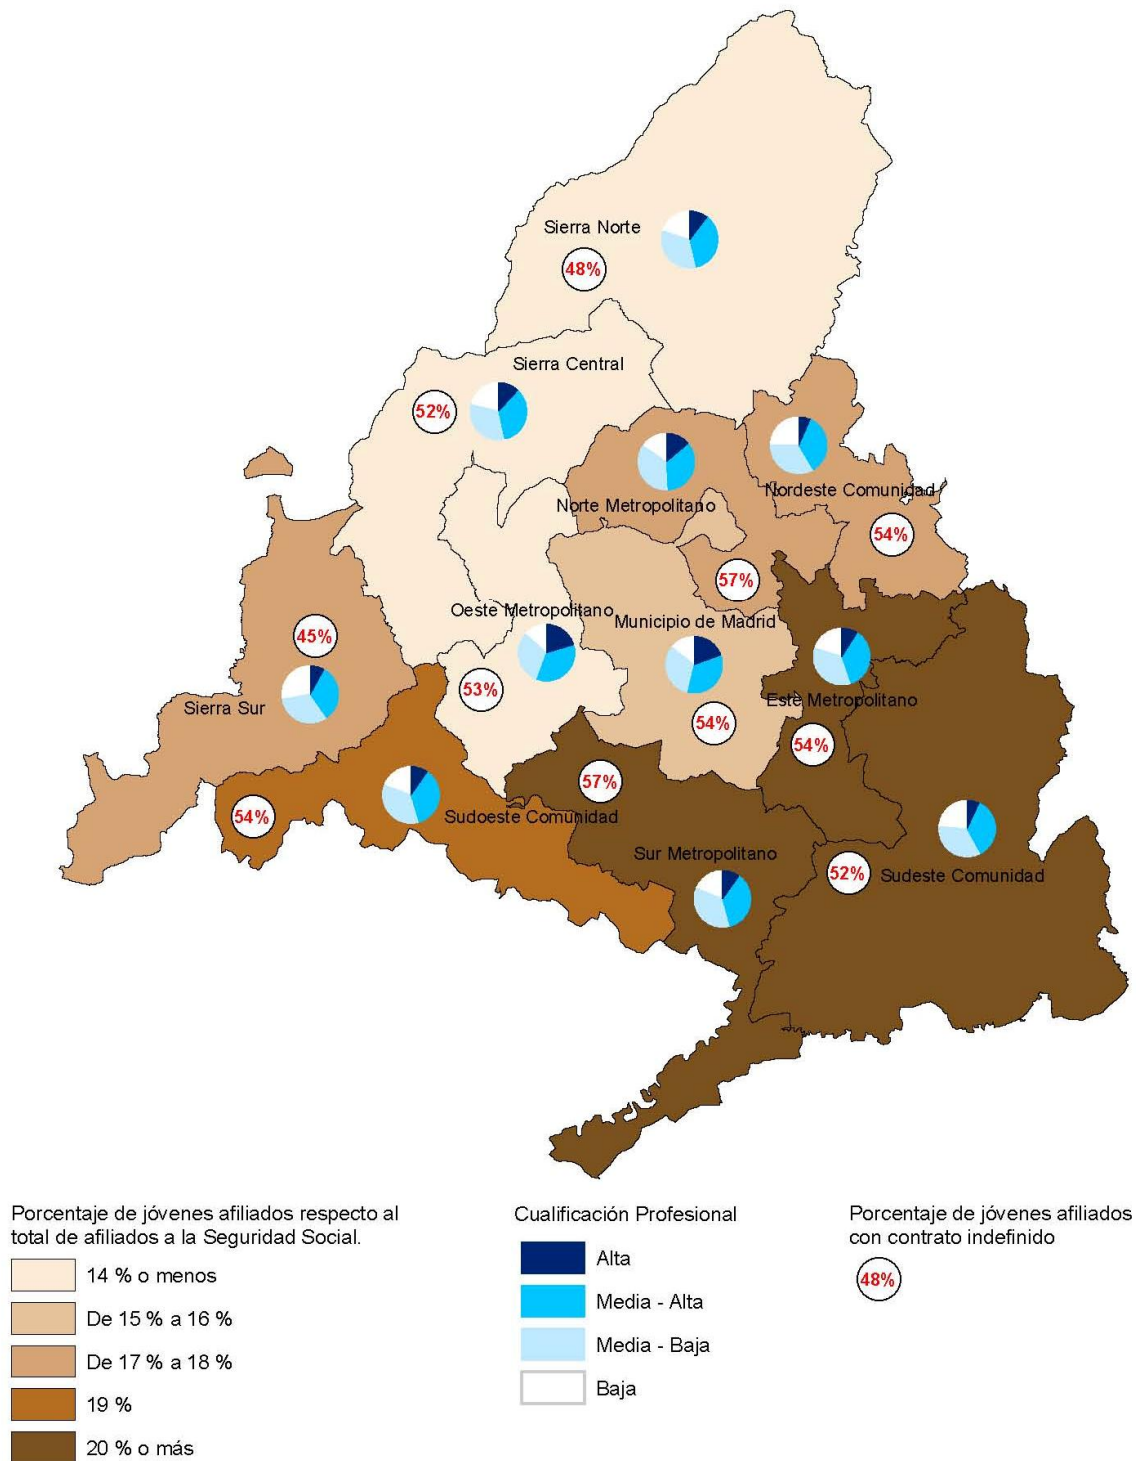 Sierra Norte
48%
Sierra Central
52%
Nordeste Comunidad
Norte Metropolitano
54%
57%
Oeste Metropolitano
Municipio de Madrid
45%
53%
Sierra Sur
Este Metropolitano
54%
54%
57%
54%
Sudoeste Comunidad
Sur Metropolitano
52%
Sudeste Comunidad
Porcentaje de jóvenes afiliados respecto al
total de afiliados a la Seguridad Social.
14 % o menos
De 15 % a 16 %
De 17 % a 18 %
19 %
20 % o más
Cualificación Profesional
Alta
Media - Alta
Media - Baja
Baja
Porcentaje de jóvenes afiliados
con contrato indefinido
48%